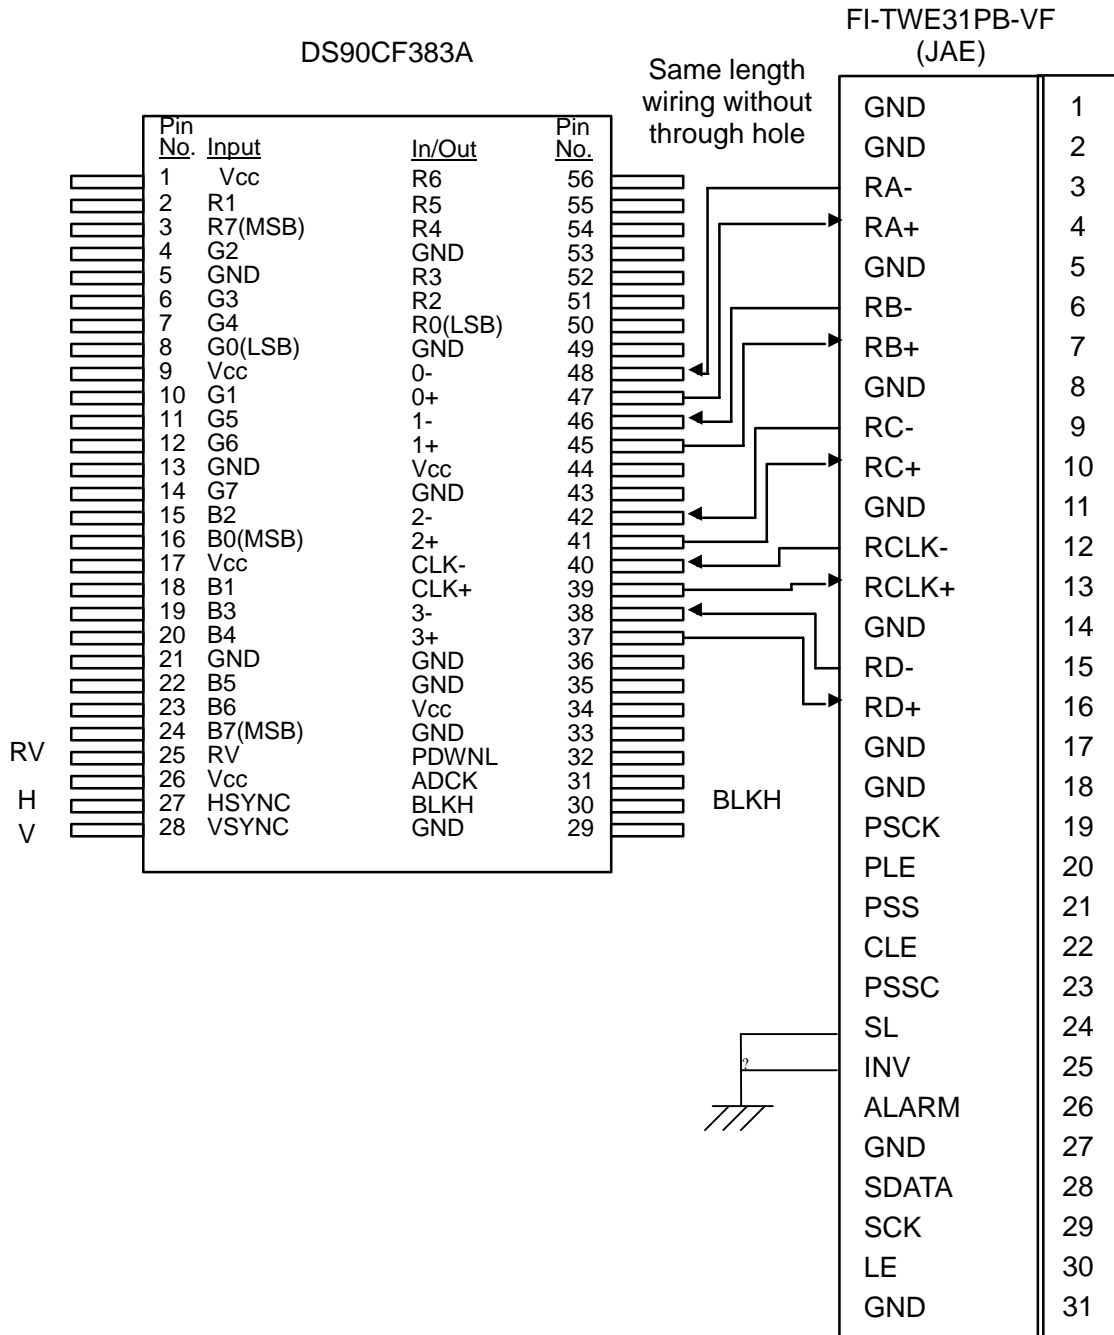 FI-TWE31PB-VF
(JAE)
DS90CF383A
Same length
wiring without
through hole
Pin No. Input In/Out Pin No.
1 Vcc R6 56
2 R1 R5 55
3 R7(MSB) R4 54
4 G2 GND 53
5 GND R3 52
6 G3 R2 51
7 G4 R0(LSB) 50
8 G0(LSB) GND 49
9 Vcc 0- 48
10 G1 0+ 47
11 G5 1- 46
12 G6 1+ 45
13 GND Vcc 44
14 G7 GND 43
15 B2 2- 42
16 B0(MSB) 2+ 41
17 Vcc CLK- 40
18 B1 CLK+ 39
19 B3 3- 38
20 B4 3+ 37
21 GND GND 36
22 B5 GND 35
23 B6 Vcc 34
24 B7(MSB) GND 33
RV 25 RV PDWNL 32
26 Vcc ADCK 31
H 27 HSYNC BLKH 30 BLKH
V 28 VSYNC GND 29
GND 1
GND 2
RA- 3
RA+ 4
GND 5
RB- 6
RB+ 7
GND 8
RC- 9
RC+ 10
GND 11
RCLK- 12
RCLK+ 13
GND 14
RD- 15
RD+ 16
GND 17
GND 18
PSCK 19
PLE 20
PSS 21
CLE 22
PSSC 23
SL 24
?
INV 25
ALARM 26
GND 27
SDATA 28
SCK 29
LE 30
GND 31